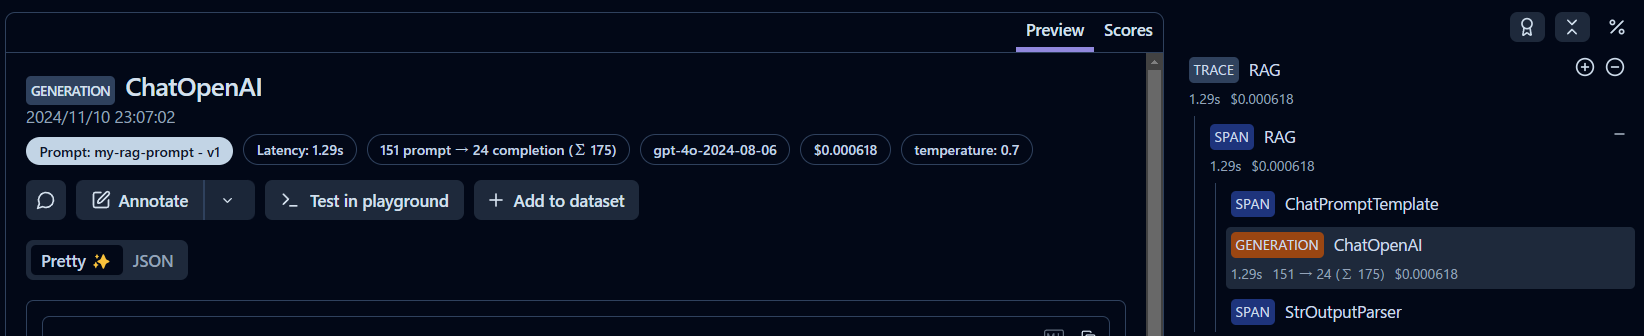 Preview Scores
GENERATION ChatOpenAI
2024/11/10 23:07:02
Prompt: my-rag-prompt - v1 Latency: 1.29s 151 prompt → 24 completion (Σ 175) gpt-4o-2024-08-06 $0.000618 temperature: 0.7
Annotate Test in playground + Add to dataset
Pretty ✨ JSON
TRACE RAG
1.29s $0.000618
SPAN RAG
1.29s $0.000618
SPAN ChatPromptTemplate
GENERATION ChatOpenAI
1.29s 151 → 24 (Σ 175) $0.000618
SPAN StrOutputParser